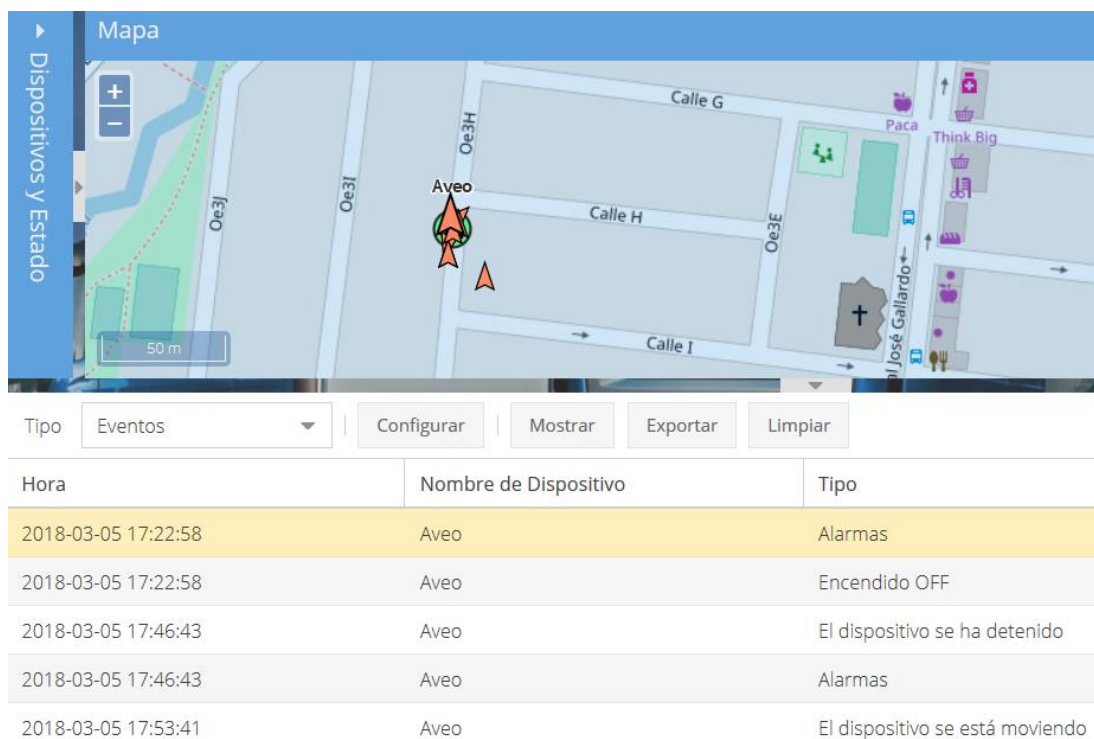 Mapa
Dispositivos y Estado
+
−
Calle G
Paca
Think Big
Oe3H
Aveo
Oe3I
Oe3J
Calle H
Oe3E
al José Gallardo
Calle I
50 m
Tipo Eventos Configurar Mostrar Exportar Limpiar
Hora Nombre de Dispositivo Tipo
2018-03-05 17:22:58 Aveo Alarmas
2018-03-05 17:22:58 Aveo Encendido OFF
2018-03-05 17:46:43 Aveo El dispositivo se ha detenido
2018-03-05 17:46:43 Aveo Alarmas
2018-03-05 17:53:41 Aveo El dispositivo se está moviendo